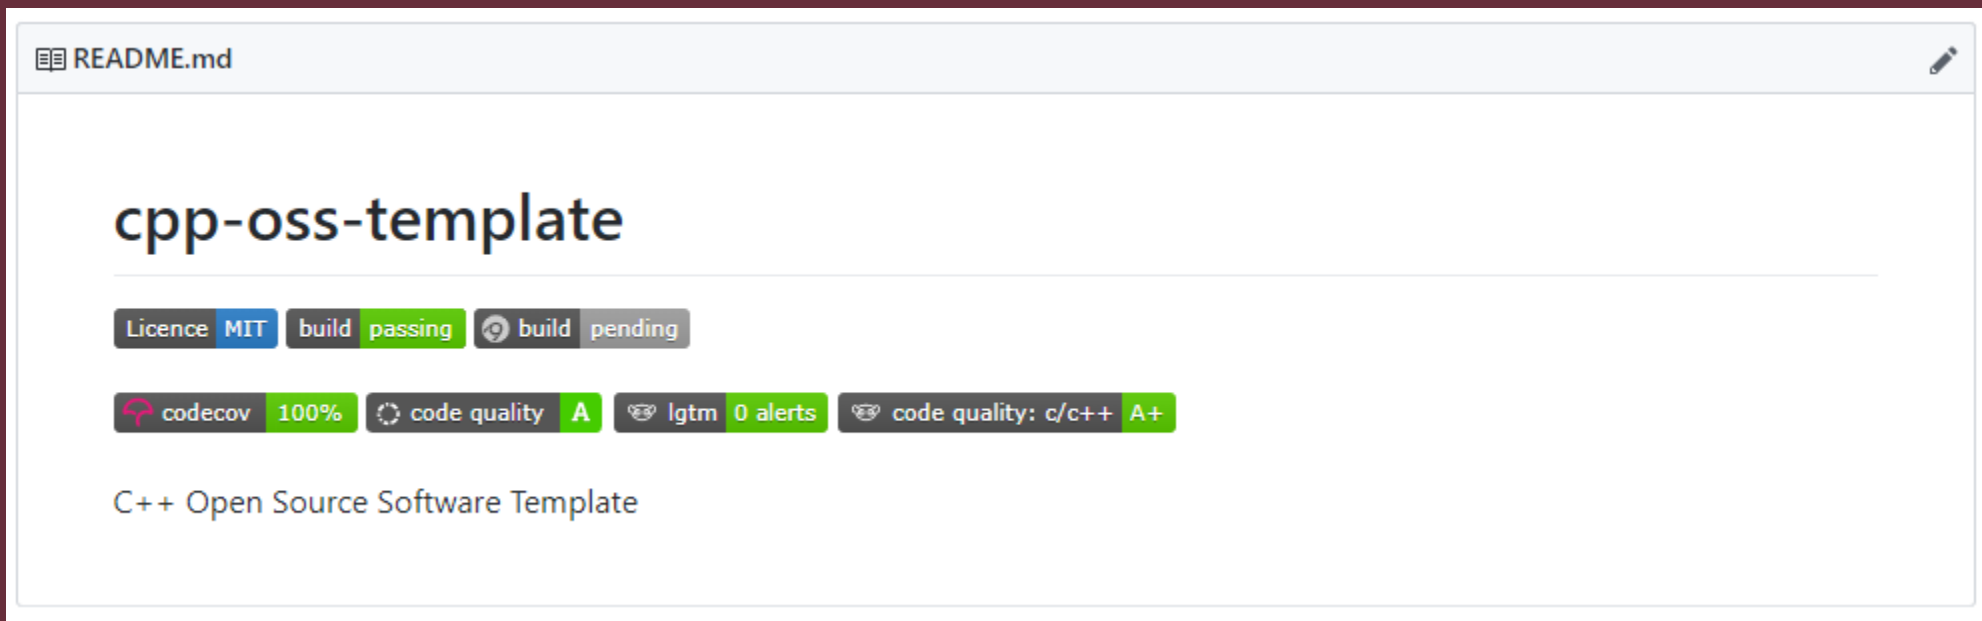 README.md
cpp-oss-template
Licence MIT build passing build pending
codecov 100% code quality A lgtm 0 alerts code quality: c/c++ A+
C++ Open Source Software Template